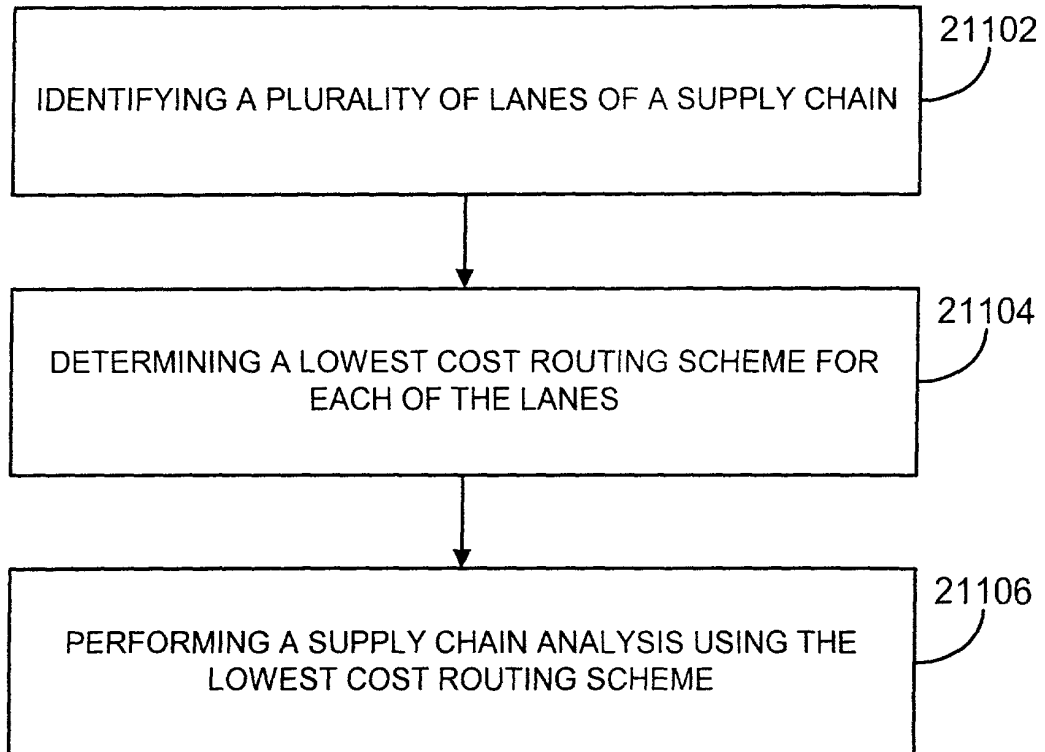 21102
IDENTIFYING A PLURALITY OF LANES OF A SUPPLY CHAIN
21104
DETERMINING A LOWEST COST ROUTING SCHEME FOR
EACH OF THE LANES
21106
PERFORMING A SUPPLY CHAIN ANALYSIS USING THE
LOWEST COST ROUTING SCHEME